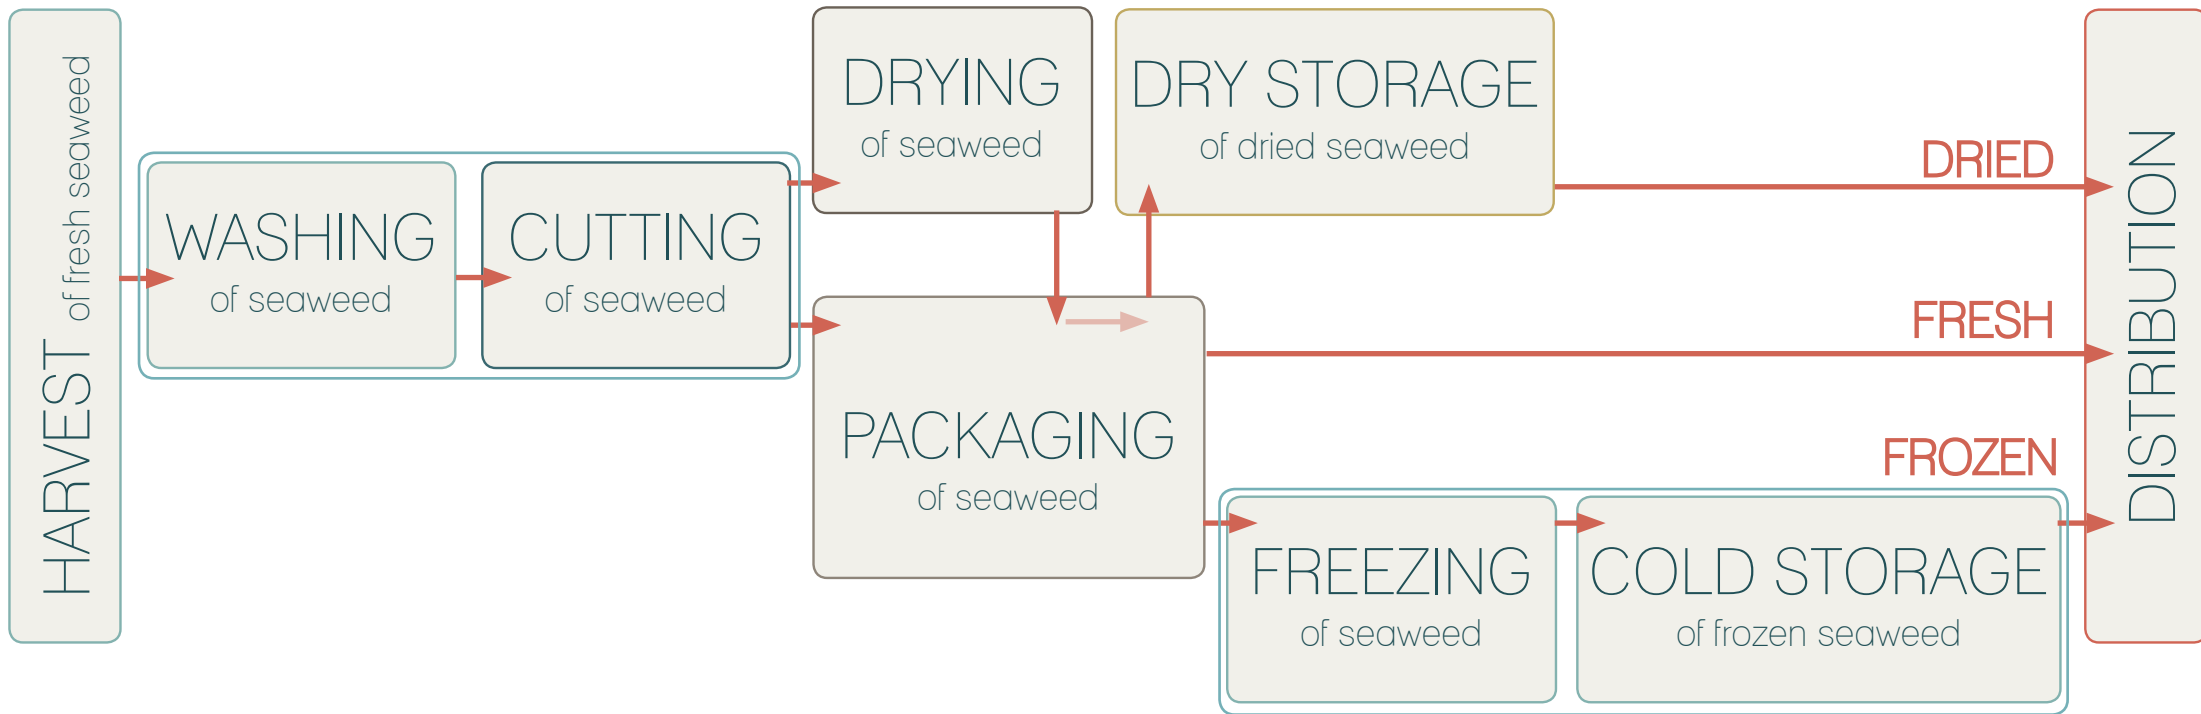 HARVEST of fresh seaweed
WASHING
of seaweed
CUTTING
of seaweed
DRYING
of seaweed
DRY STORAGE
of dried seaweed
PACKAGING
of seaweed
FREEZING
of seaweed
COLD STORAGE
of frozen seaweed
DRIED
FRESH
FROZEN
DISTRIBUTION